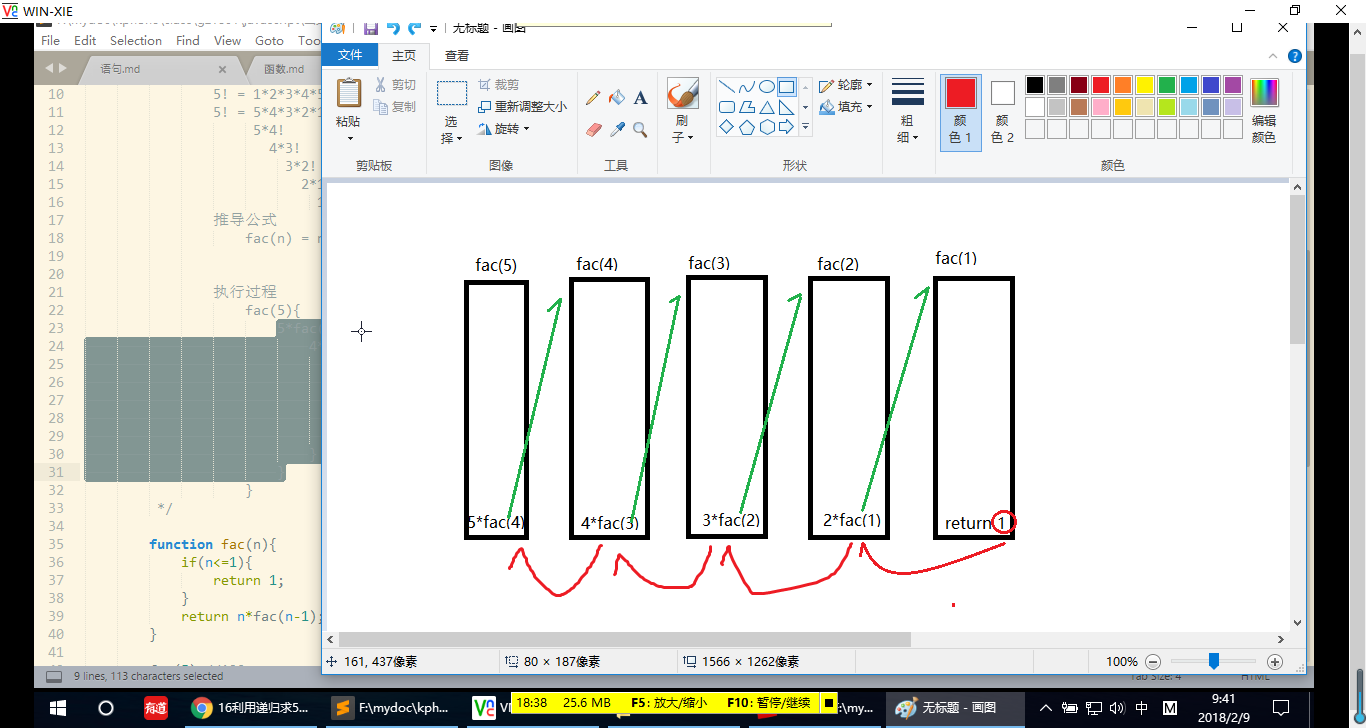 WIN-XIE
File Edit Selection Find View Goto
语句.md
函数.md
10 5! = 1*2*3*4*5
11 5! = 5*4*3*2*1
12 5*4!
13 4*3!
14 3*2!
15
16
17 推导公式
18 fac(n) =
19
20
21 执行过程
22 fac(5){
23
24
25
26
27
28
29
30
31
32 }
33 */
34
35 function fac(n){
36 if(n<=1){
37 return 1;
38 }
39 return n*fac(n-1);
40 }
41
9 lines, 113 characters selected
Tab Size: 4
HTML
无标题 - 画图
文件 主页 查看
粘贴
剪切
复制
剪贴板
选择
裁剪
重新调整大小
旋转
图像
A
工具
刷子
轮廓
填充
形状
粗细
颜色 1
颜色 2
编辑颜色
颜色
fac(5) fac(4) fac(3) fac(2) fac(1)
5*fac(4) 4*fac(3) 3*fac(2) 2*fac(1) return 1
161, 437像素
80 × 187像素
1566 × 1262像素
100%
有道
16利用递归求5...
F:\mydoc\kph...
18:38 25.6 MB F5: 放大/缩小 F10: 暂停/继续
无标题 - 画图
中
M
9:41
2018/2/9